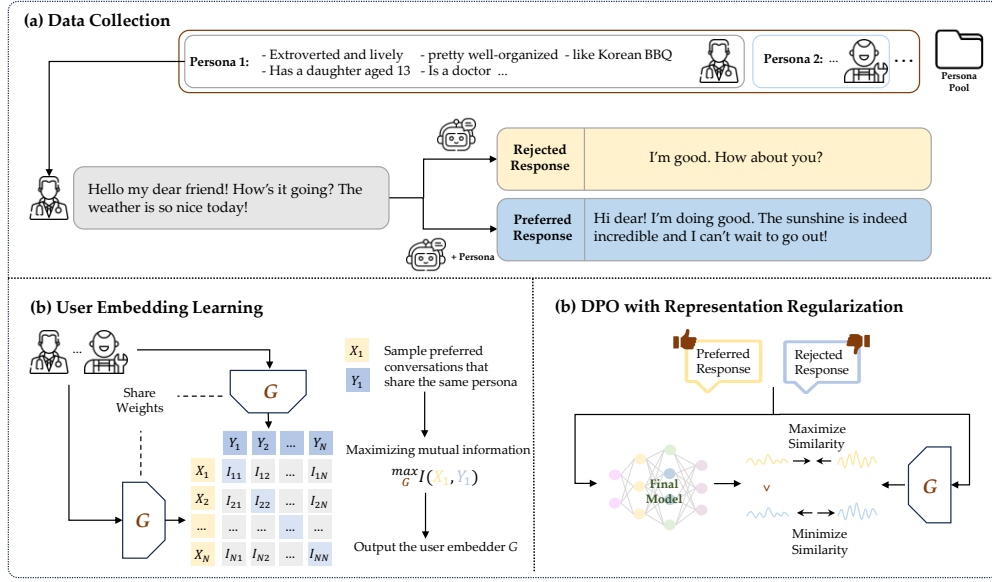 (a) Data Collection
Persona 1:
- Extroverted and lively - pretty well-organized - like Korean BBQ
- Has a daughter aged 13 - Is a doctor ...
Persona 2: ...
...
Persona
Pool
Hello my dear friend! How's it going? The
weather is so nice today!
Rejected
Response
I'm good. How about you?
Preferred
Response
Hi dear! I'm doing good. The sunshine is indeed
incredible and I can't wait to go out!
+ Persona
(b) User Embedding Learning
...
Share
Weights
G
Y1 Y2 ... YN
X1 I11 I12 ... I1N
X2 I21 I22 ... I2N
... ... ... ... ...
XN IN1 IN2 ... INN
G
X1
Y1
Sample preferred
conversations that
share the same persona
Maximizing mutual information
max I(X1, Y1)
G
Output the user embedder G
(b) DPO with Representation Regularization
Preferred
Response
Rejected
Response
Final
Model
Maximize
Similarity
v
Minimize
Similarity
G